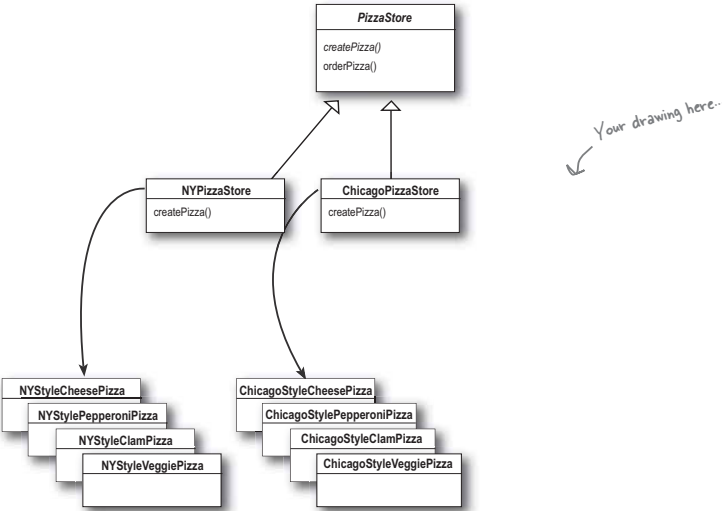 PizzaStore
createPizza()
orderPizza()
Your drawing here...
NYPizzaStore
createPizza()
ChicagoPizzaStore
createPizza()
NYStyleCheesePizza
NYStylePepperoniPizza
NYStyleClamPizza
NYStyleVeggiePizza
ChicagoStyleCheesePizza
ChicagoStylePepperoniPizza
ChicagoStyleClamPizza
ChicagoStyleVeggiePizza